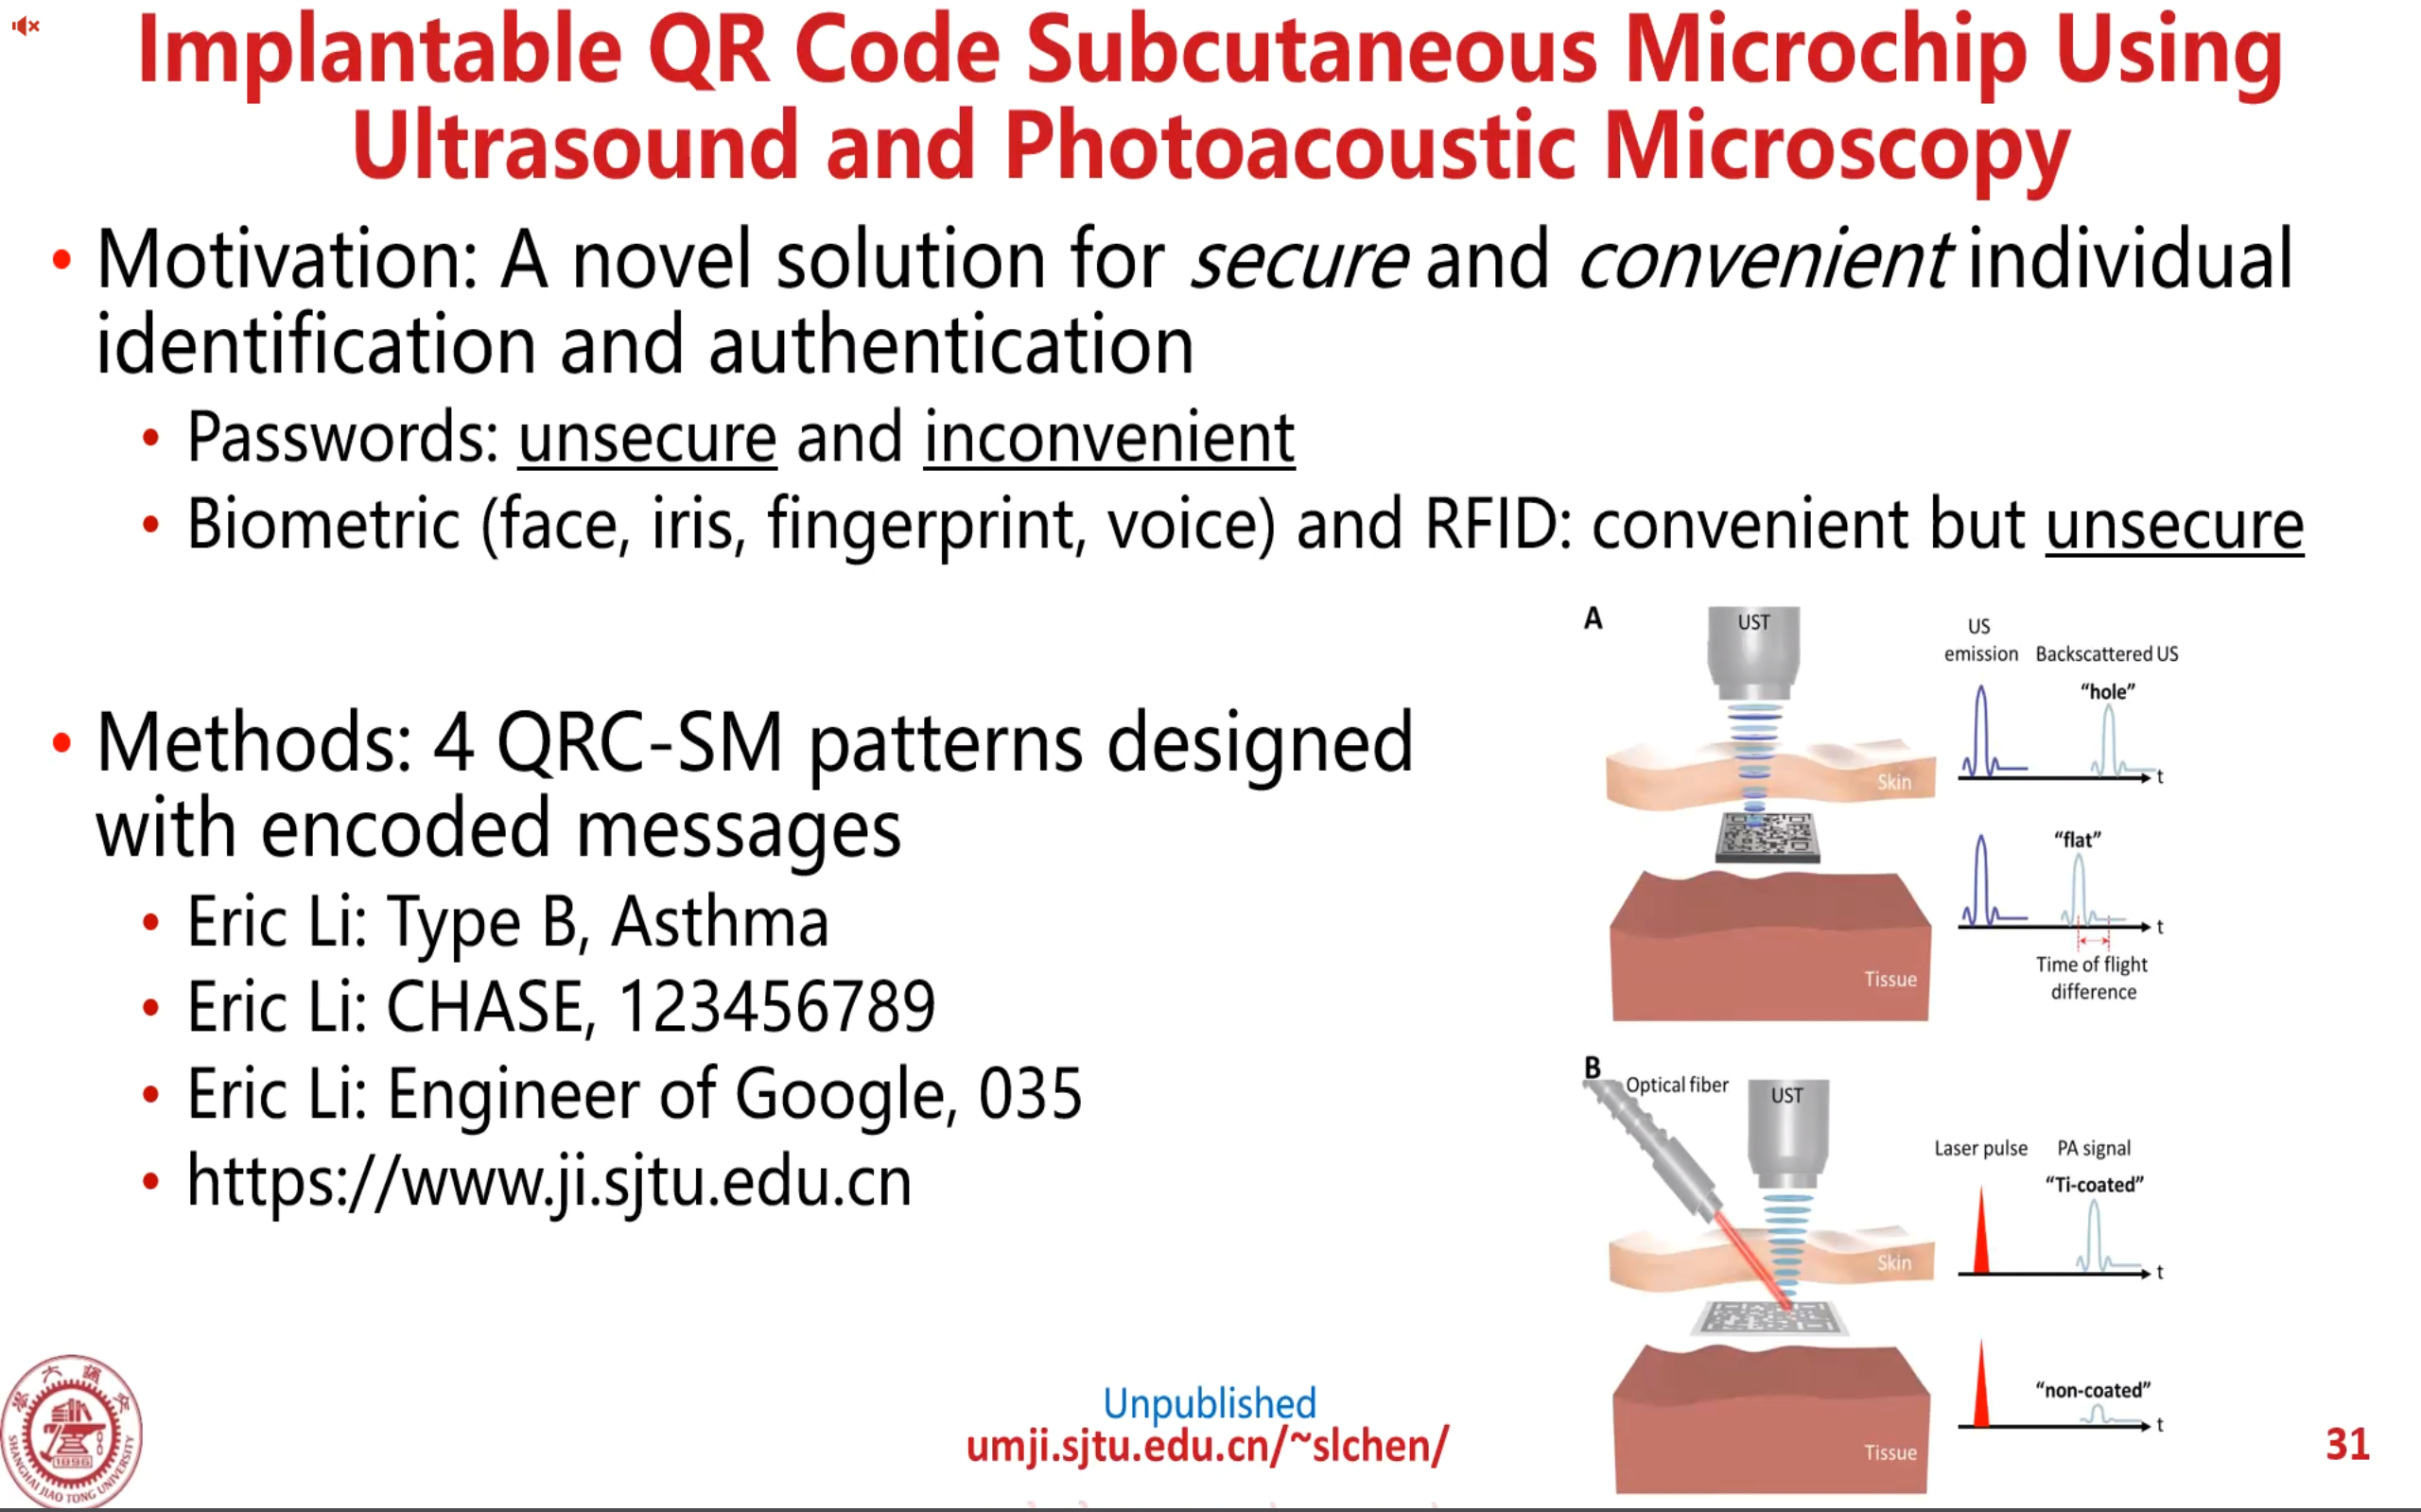 Implantable QR Code Subcutaneous Microchip Using
Ultrasound and Photoacoustic Microscopy
• Motivation: A novel solution for secure and convenient individual
identification and authentication
• Passwords: unsecure and inconvenient
• Biometric (face, iris, fingerprint, voice) and RFID: convenient but unsecure
• Methods: 4 QRC-SM patterns designed
with encoded messages
• Eric Li: Type B, Asthma
• Eric Li: CHASE, 123456789
• Eric Li: Engineer of Google, 035
• https://www.ji.sjtu.edu.cn
A
UST
US
emission
Backscattered US
"hole"
Skin
t
"flat"
t
Time of flight
difference
Tissue
B
Optical fiber
UST
Laser pulse
PA signal
"Ti-coated"
Skin
t
"non-coated"
t
Tissue
SHANGHAI JIAO TONG UNIVERSITY
1896
Unpublished
umji.sjtu.edu.cn/~slchen/
31